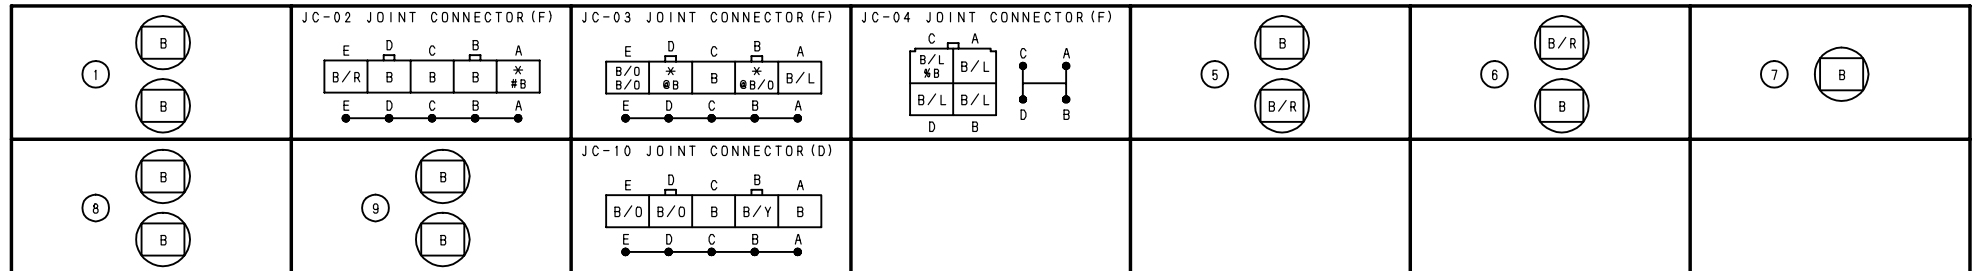 1
B
B
JC-02 JOINT CONNECTOR(F)
E D C B A
B/R B B B * #B
E D C B A
JC-03 JOINT CONNECTOR(F)
E D C B A
B/O B/O * @B B * @B/O B/L
E D C B A
JC-04 JOINT CONNECTOR(F)
C A
B/L %B B/L
B/L B/L
D B
C A
D B
5
B
B/R
6
B/R
B
7
B
8
B
B
9
B
B
JC-10 JOINT CONNECTOR(D)
E D C B A
B/O B/O B B/Y B
E D C B A